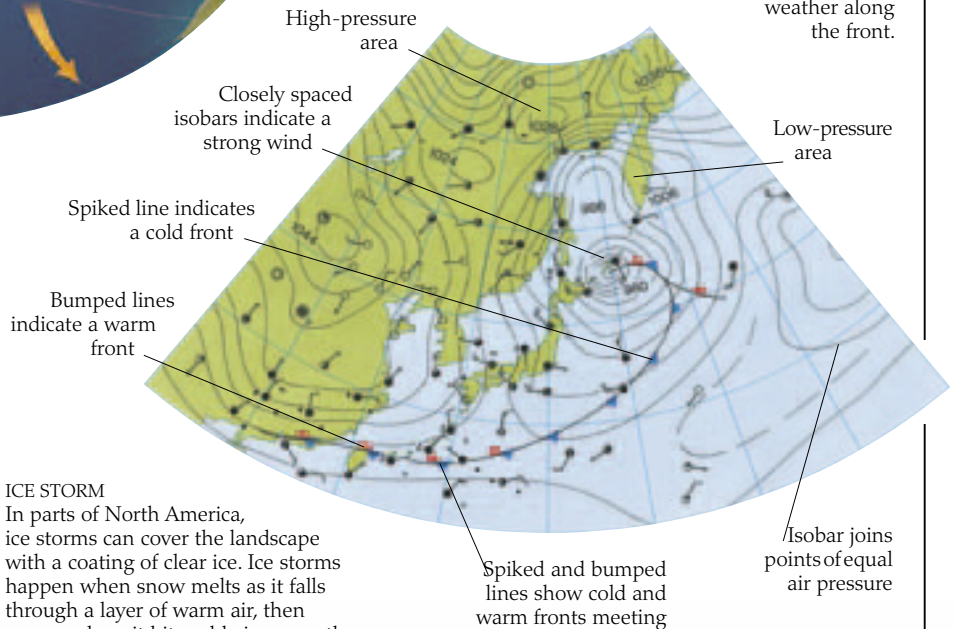 weather along
the front.
High-pressure
area
Closely spaced
isobars indicate a
strong wind
Low-pressure
area
Spiked line indicates
a cold front
Bumped lines
indicate a warm
front
1024
1044
1008
Isobar joins
points of equal
air pressure
Spiked and bumped
lines show cold and
warm fronts meeting
ICE STORM
In parts of North America,
ice storms can cover the landscape
with a coating of clear ice. Ice storms
happen when snow melts as it falls
through a layer of warm air, then